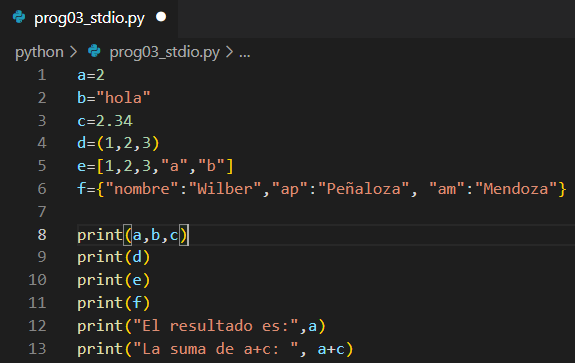 prog03_stdio.py
python > prog03_stdio.py > ...
1 a=2
2 b="hola"
3 c=2.34
4 d=(1,2,3)
5 e=[1,2,3,"a","b"]
6 f={"nombre":"Wilber","ap":"Peñaloza", "am":"Mendoza"}
7
8 print(a,b,c)
9 print(d)
10 print(e)
11 print(f)
12 print("El resultado es:",a)
13 print("La suma de a+c: ", a+c)